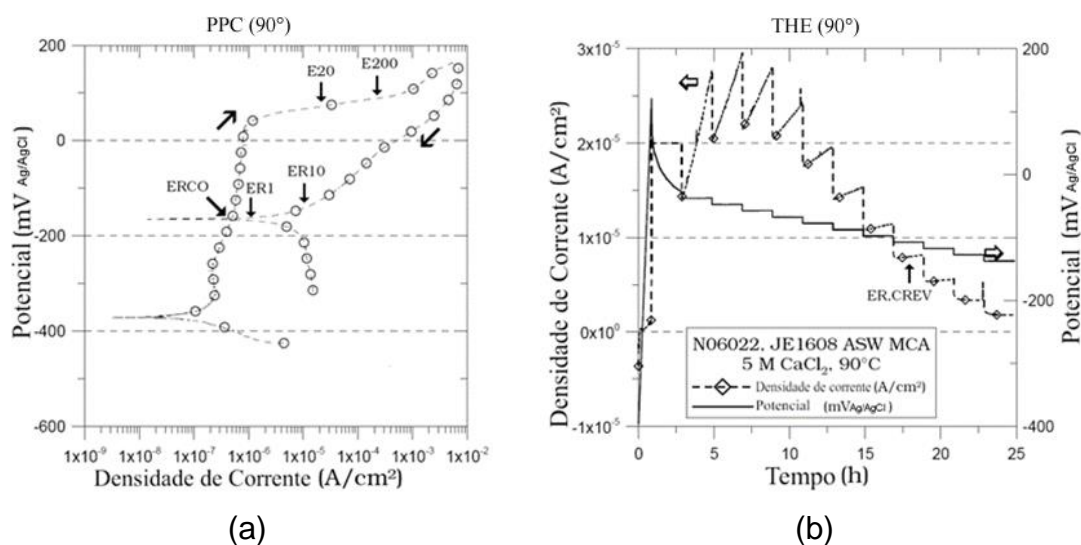 PPC (90°)
200
0
-200
-400
-600
Potencial (mV Ag/AgCl)
E20
E200
ERCO
ER1
ER10
1x10⁻⁹ 1x10⁻⁸ 1x10⁻⁷ 1x10⁻⁶ 1x10⁻⁵ 1x10⁻⁴ 1x10⁻³ 1x10⁻²
Densidade de Corrente (A/cm²)
(a)
THE (90°)
3x10⁻⁵
2x10⁻⁵
1x10⁻⁵
0x10⁰
-1x10⁻⁵
Densidade de Corrente (A/cm²)
200
100
0
-100
-200
-300
-400
Potencial (mV Ag/AgCl)
ER.CREV
N06022. JE1608 ASW MCA
5 M CaCl₂, 90°C
Densidade de corrente (A/cm²)
Potencial (mVAg/AgCl)
0 5 10 15 20 25
Tempo (h)
(b)